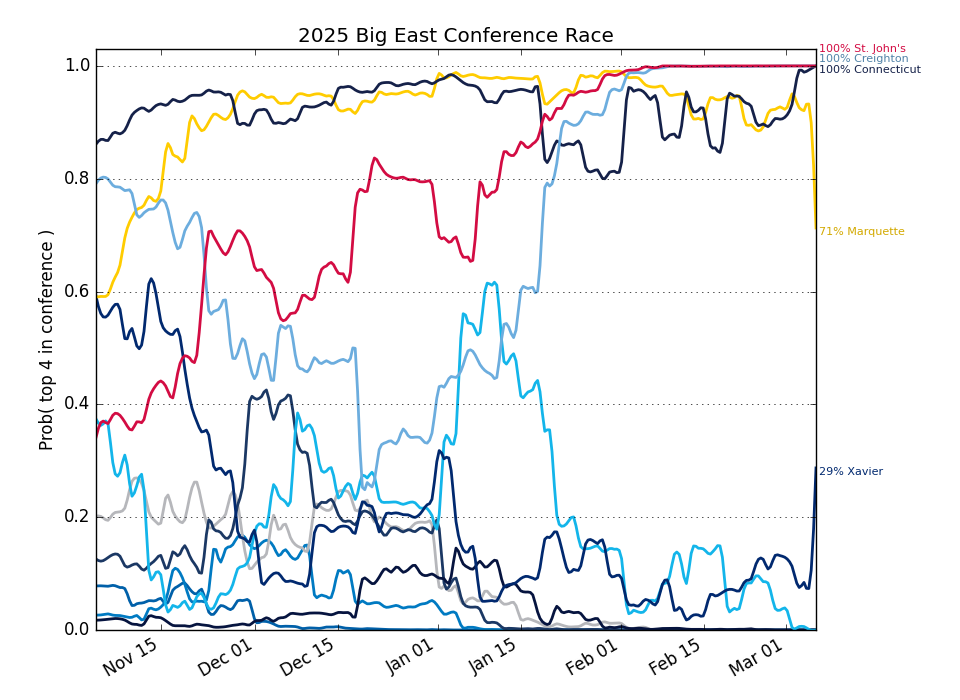 2025 Big East Conference Race
Prob( top 4 in conference )
1.0
0.8
0.6
0.4
0.2
0.0
100% St. John's
100% Creighton
100% Connecticut
71% Marquette
29% Xavier
Nov 15
Dec 01
Dec 15
Jan 01
Jan 15
Feb 01
Feb 15
Mar 01